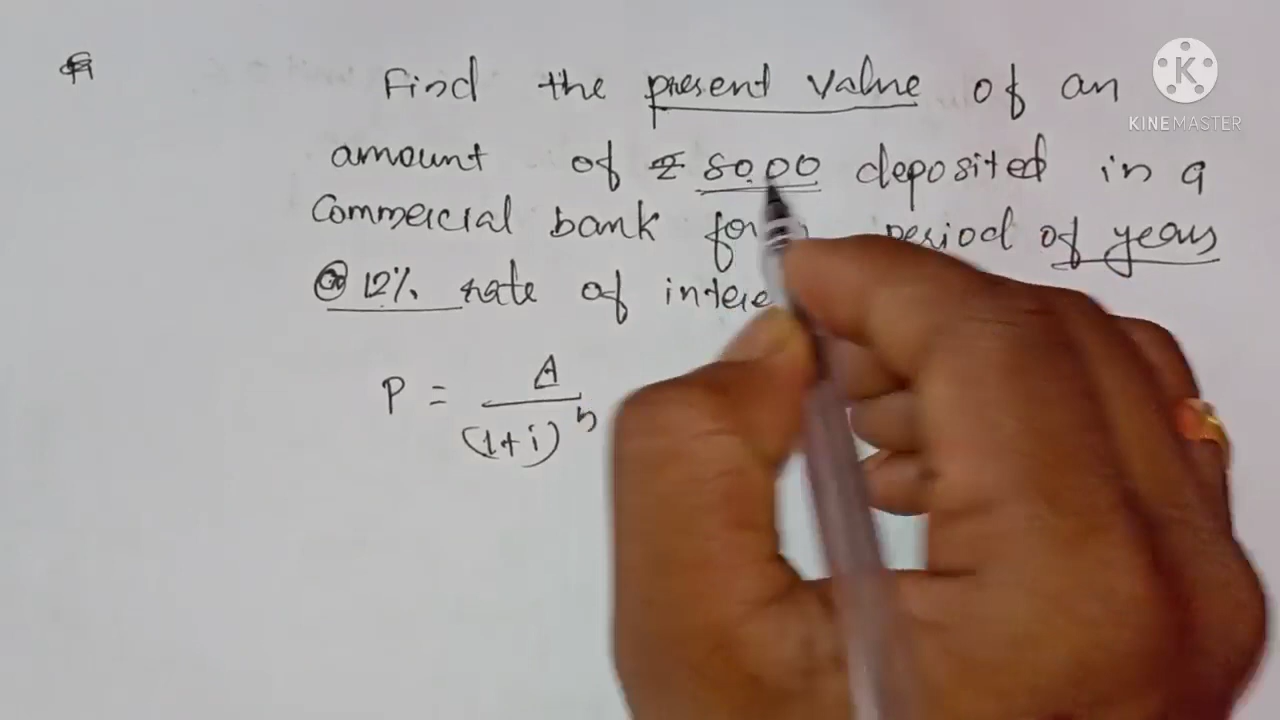 Find the present value of an
KINEMASTER
amount of ₹ 8000 deposited in a
Commercial bank for period of years
@ 12% rate of
P = A
(1+i)^n